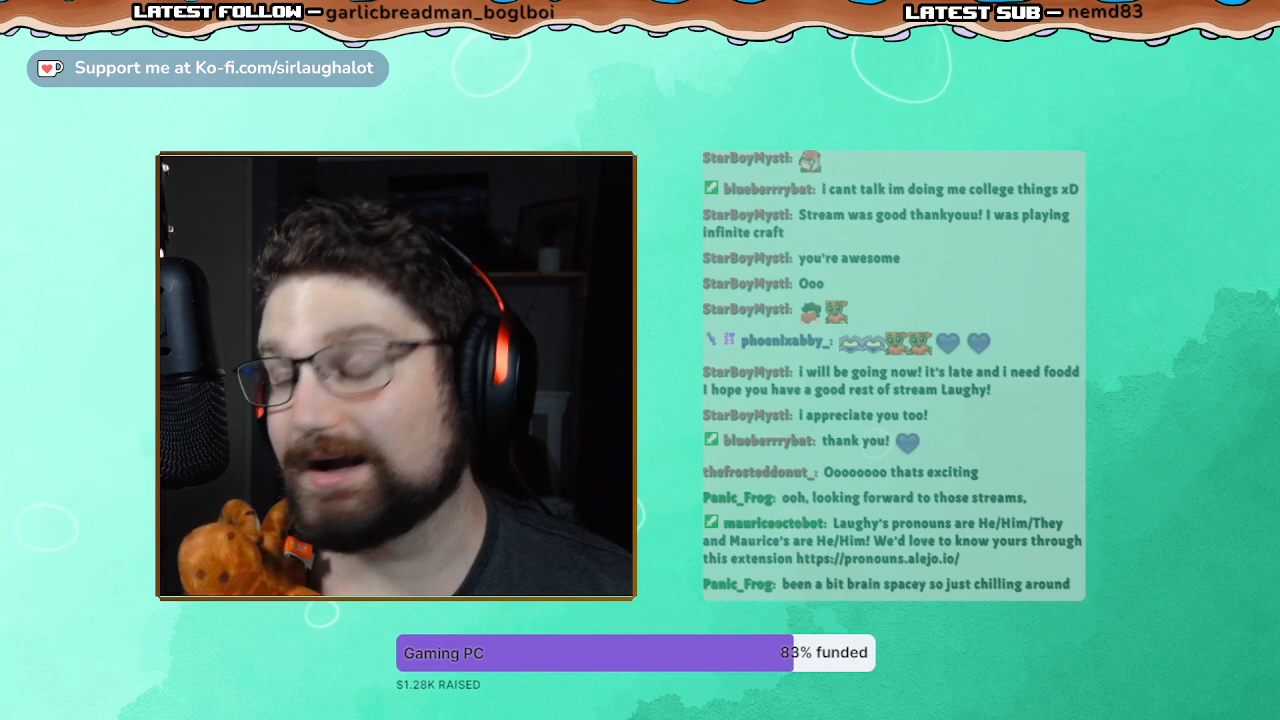 LATEST FOLLOW – garlicbreadman_boglboi
LATEST SUB – nemd83
Support me at Ko-fi.com/sirlaughalot
StarBoyMystl:
blueberrrybat: i cant talk im doing me college things xD
StarBoyMystl: Stream was good thankyouu! I was playing
infinite craft
StarBoyMystl: you're awesome
StarBoyMystl: Ooo
StarBoyMystl:
phoenixabby_:
StarBoyMystl: i will be going now! it's late and i need foodd
I hope you have a good rest of stream Laughy!
StarBoyMystl: i appreciate you too!
blueberrrybat: thank you!
thefrosteddonut_: Oooooooo thats exciting
Panic_Frog: ooh, looking forward to those streams,
mauriceoctobot: Laughy's pronouns are He/Him/They
and Maurice's are He/Him! We'd love to know yours through
this extension https://pronouns.alejo.io/
Panic_Frog: been a bit brain spacey so just chilling around
Gaming PC
83% funded
$1.28K RAISED